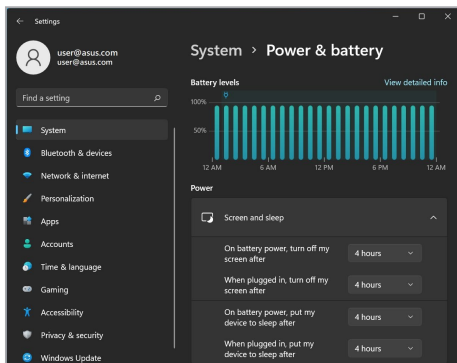 Settings
user@asus.com
user@asus.com
Find a setting
System
Bluetooth & devices
Network & internet
Personalization
Apps
Accounts
Time & language
Gaming
Accessibility
Privacy & security
Windows Update
System > Power & battery
Battery levels
View detailed info
100%
50%
12 AM 6 AM 12 PM 6 PM 12 AM
Power
Screen and sleep
On battery power, turn off my
screen after
4 hours
When plugged in, turn off my
screen after
4 hours
On battery power, put my
device to sleep after
4 hours
When plugged in, put my
device to sleep after
4 hours